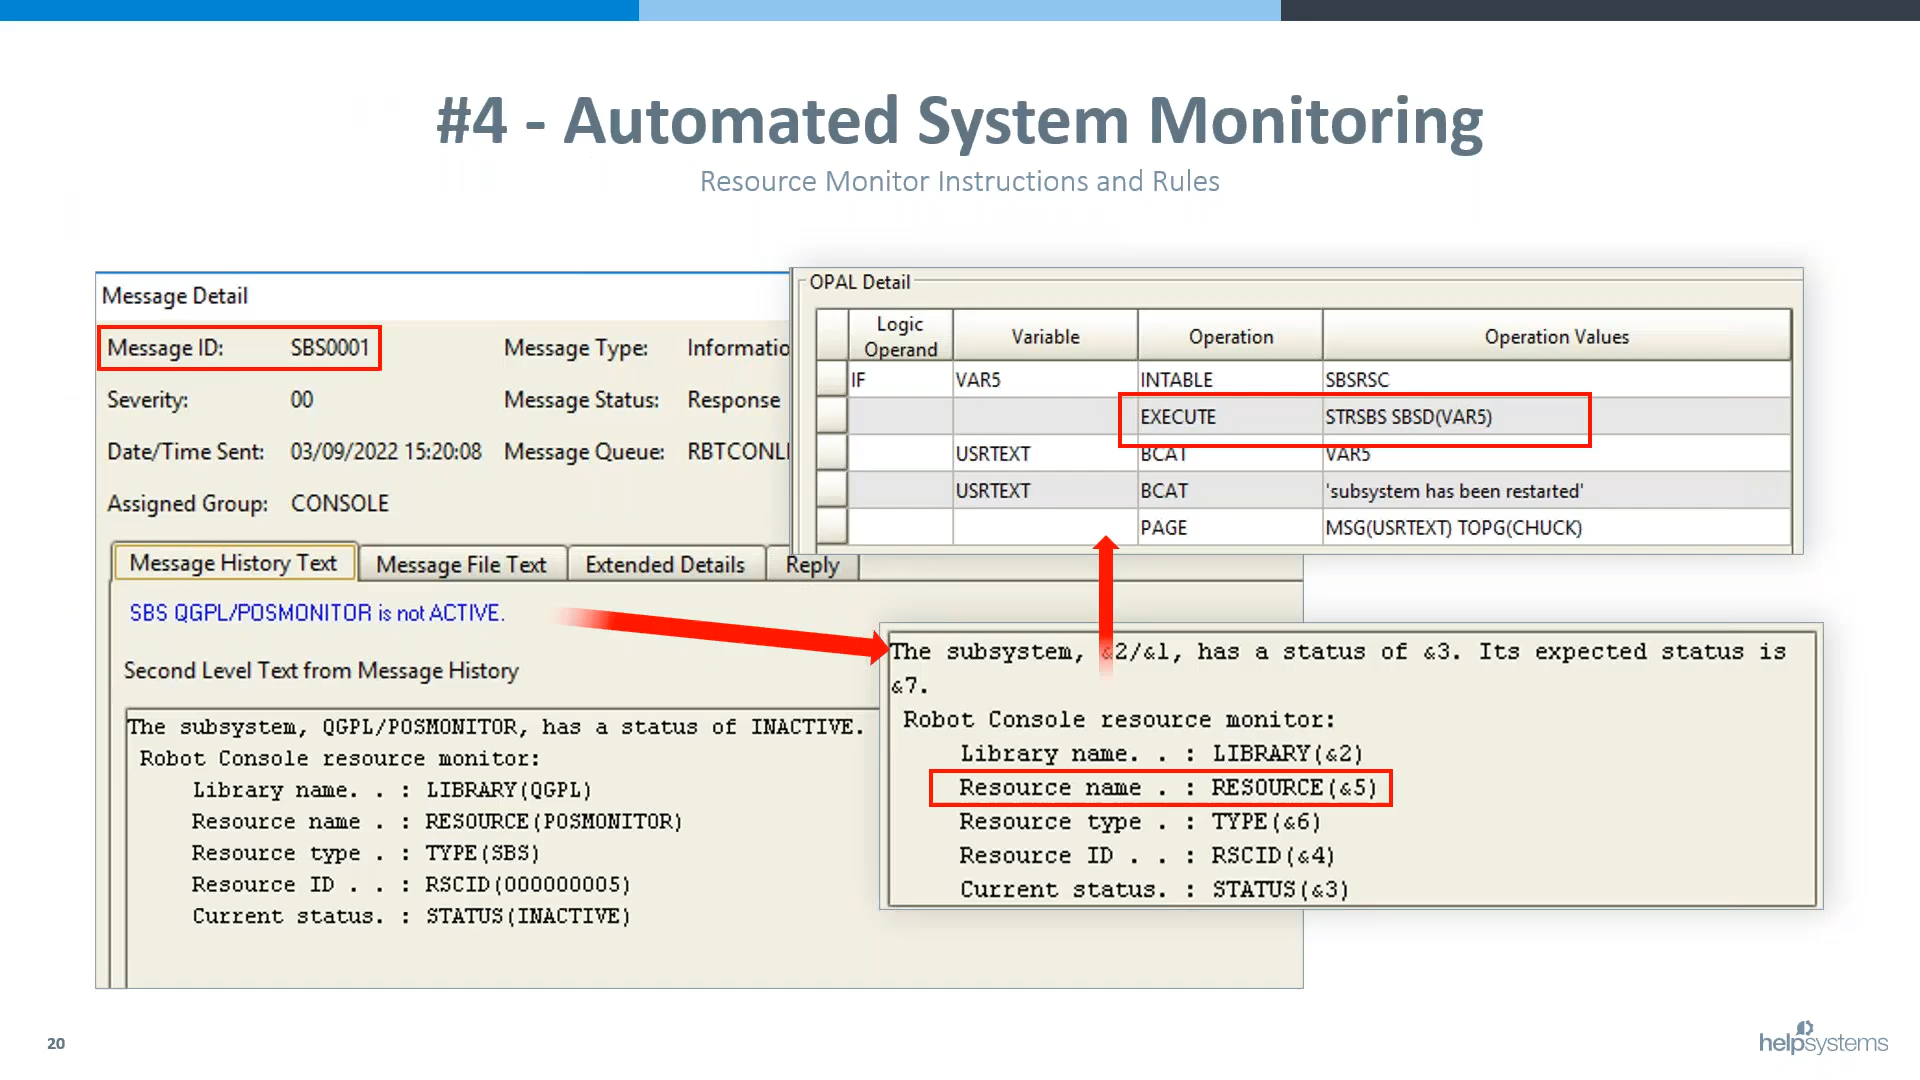 #4 - Automated System Monitoring
Resource Monitor Instructions and Rules
Message Detail
Message ID: SBS0001 Message Type: Informatio
Severity: 00 Message Status: Response
Date/Time Sent: 03/09/2022 15:20:08 Message Queue: RBTCONL
Assigned Group: CONSOLE
Message History Text Message File Text Extended Details Reply
SBS QGPL/POSMONITOR is not ACTIVE.
Second Level Text from Message History
The subsystem, QGPL/POSMONITOR, has a status of INACTIVE.
Robot Console resource monitor:
Library name. . : LIBRARY(QGPL)
Resource name . : RESOURCE(POSMONITOR)
Resource type . : TYPE(SBS)
Resource ID . . : RSCID(000000005)
Current status. : STATUS(INACTIVE)
OPAL Detail
Logic Operand Variable Operation Operation Values
IF VAR5 INTABLE SBSRSC
EXECUTE STRSBS SBSD(VAR5)
USRTEXT BCAT VAR5
USRTEXT BCAT 'subsystem has been restarted'
PAGE MSG(USRTEXT) TOPG(CHUCK)
The subsystem, &2/&1, has a status of &3. Its expected status is
&7.
Robot Console resource monitor:
Library name. . : LIBRARY(&2)
Resource name . : RESOURCE(&5)
Resource type . : TYPE(&6)
Resource ID . . : RSCID(&4)
Current status. : STATUS(&3)
20
helpsystems